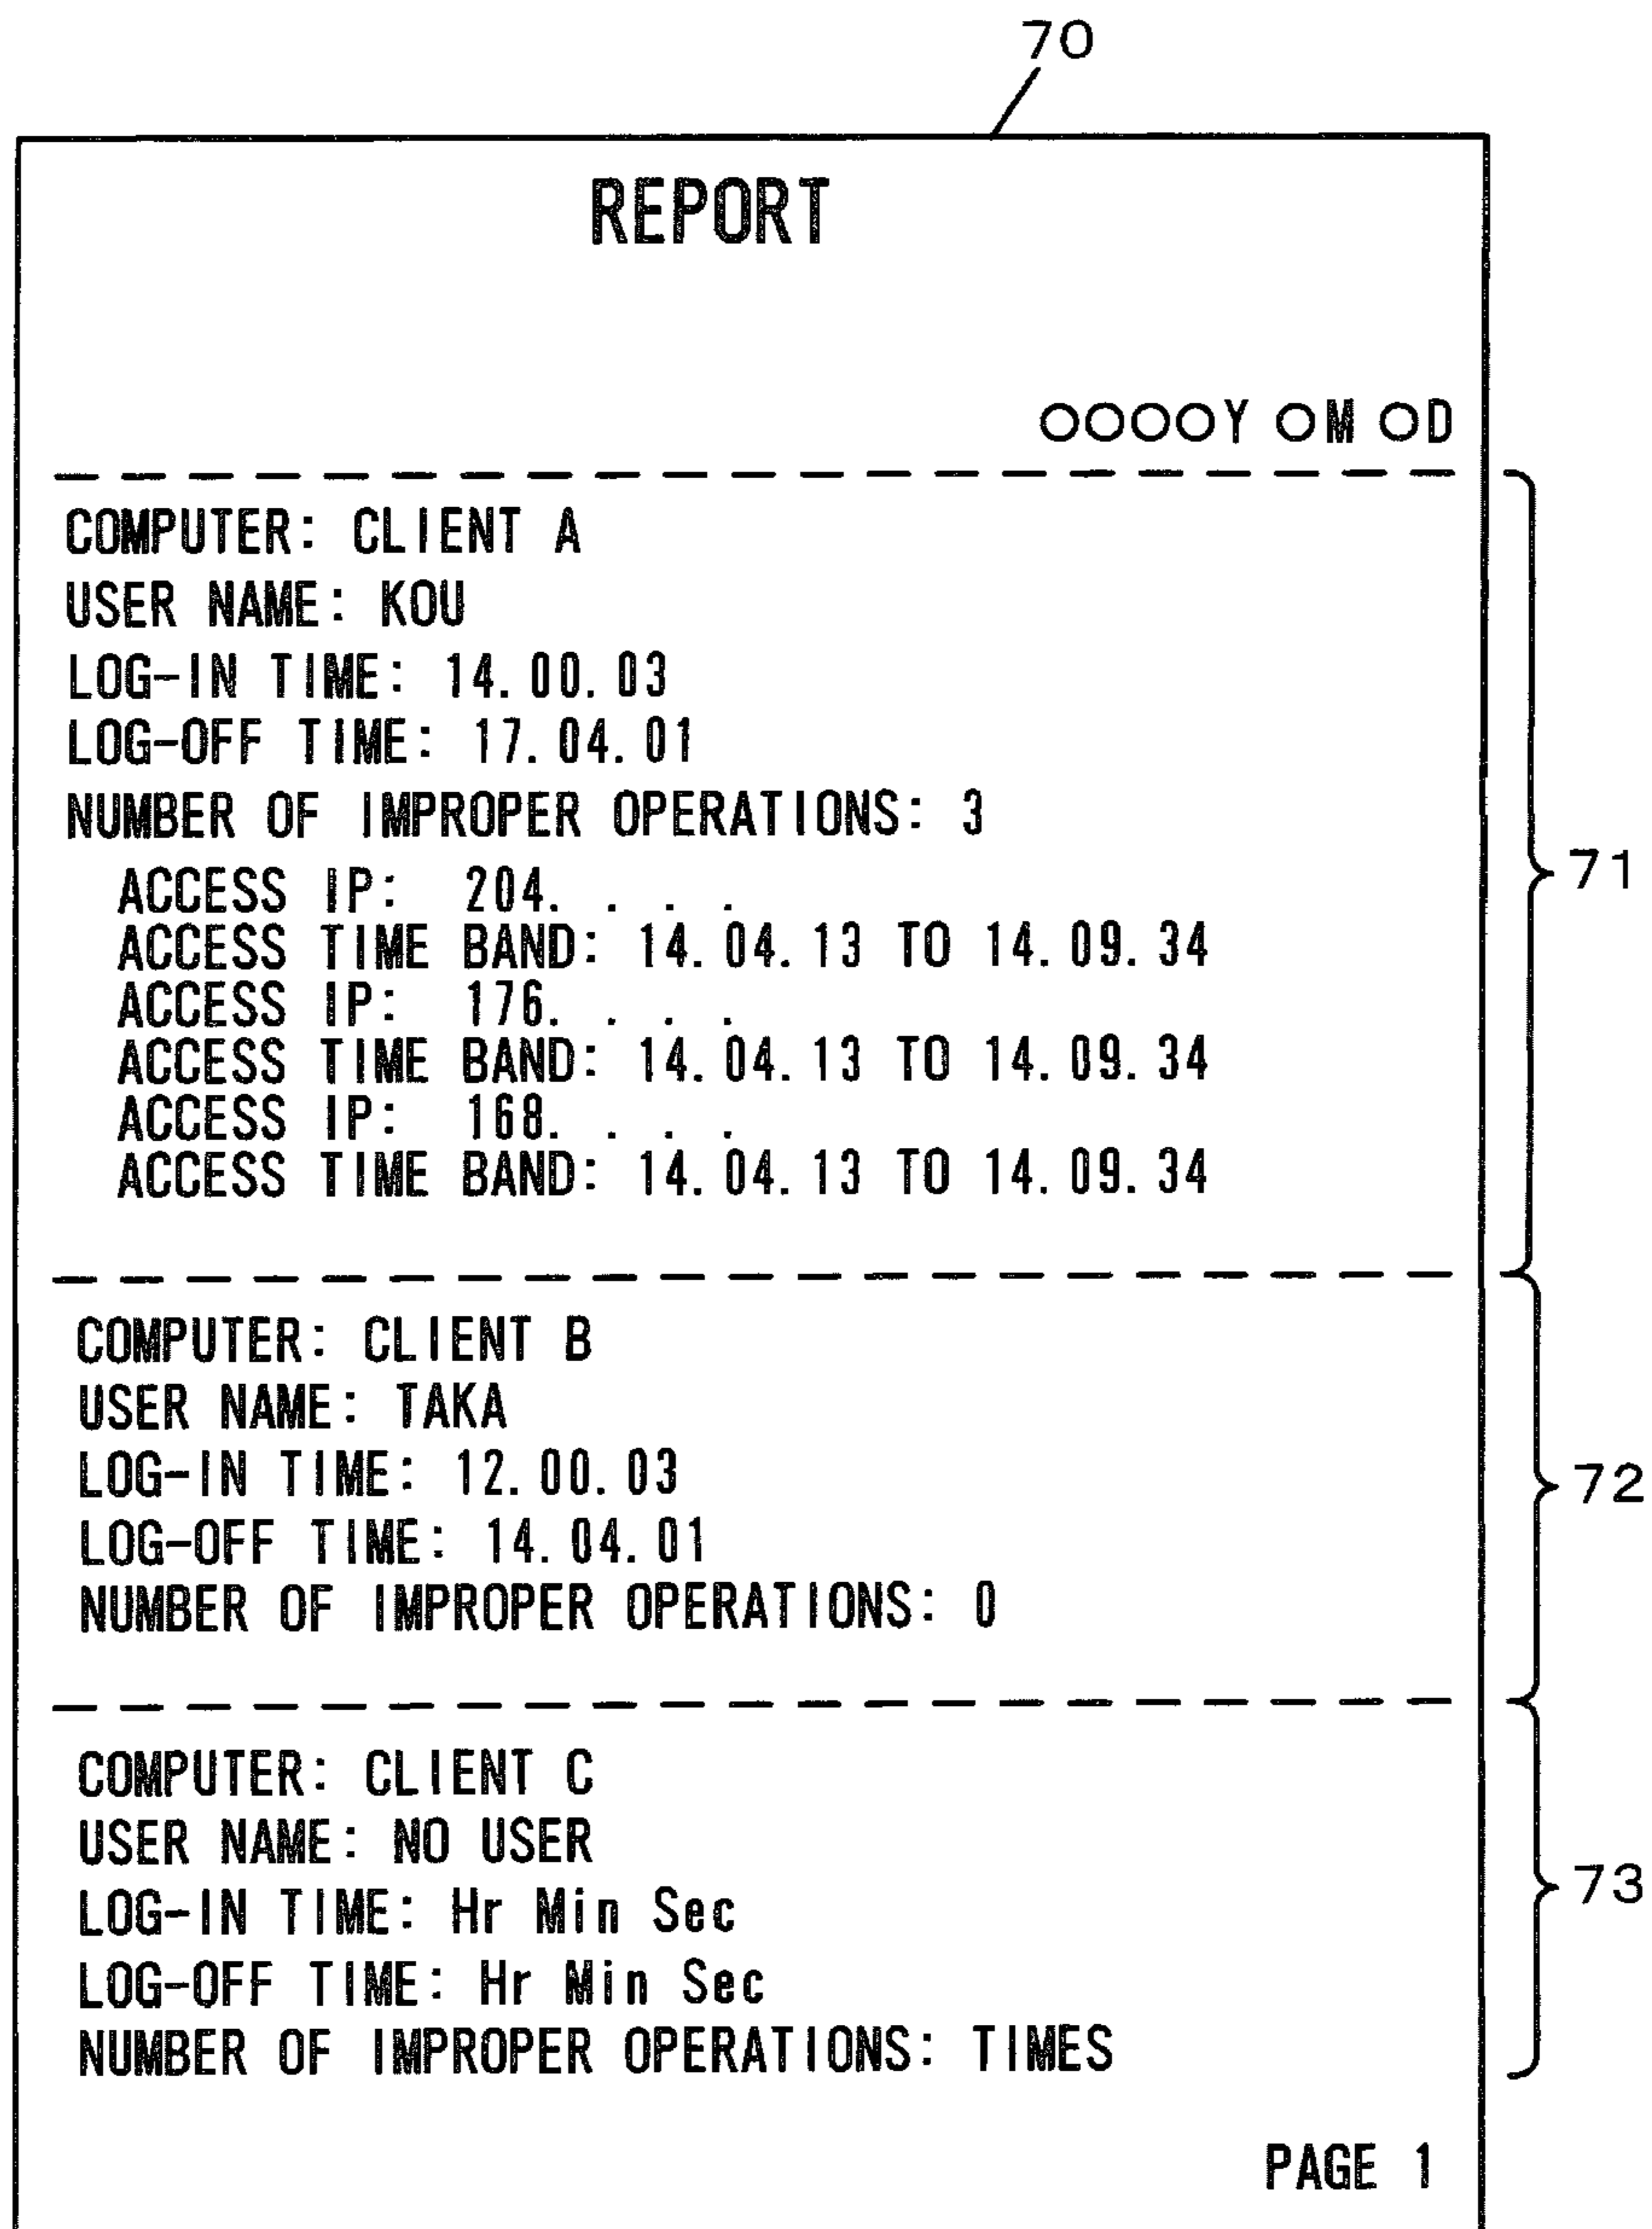 70
REPORT
○○○○Y ○M ○D
COMPUTER: CLIENT A
USER NAME: KOU
LOG-IN TIME: 14.00.03
LOG-OFF TIME: 17.04.01
NUMBER OF IMPROPER OPERATIONS: 3
ACCESS IP: 204. . . .
ACCESS TIME BAND: 14.04.13 TO 14.09.34
ACCESS IP: 176. . . .
ACCESS TIME BAND: 14.04.13 TO 14.09.34
ACCESS IP: 168. . . .
ACCESS TIME BAND: 14.04.13 TO 14.09.34
71
COMPUTER: CLIENT B
USER NAME: TAKA
LOG-IN TIME: 12.00.03
LOG-OFF TIME: 14.04.01
NUMBER OF IMPROPER OPERATIONS: 0
72
COMPUTER: CLIENT C
USER NAME: NO USER
LOG-IN TIME: Hr Min Sec
LOG-OFF TIME: Hr Min Sec
NUMBER OF IMPROPER OPERATIONS: TIMES
73
PAGE 1